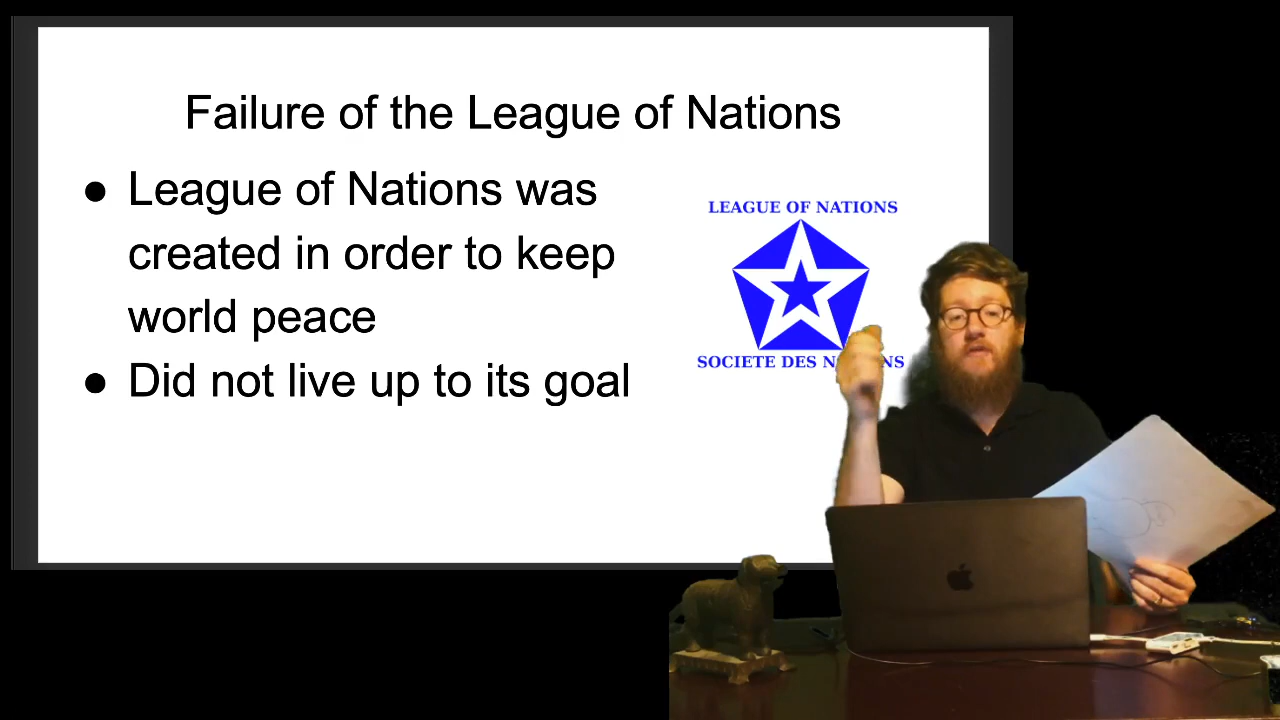 Failure of the League of Nations
● League of Nations was
created in order to keep
world peace
● Did not live up to its goal
LEAGUE OF NATIONS
SOCIETE DES N NS